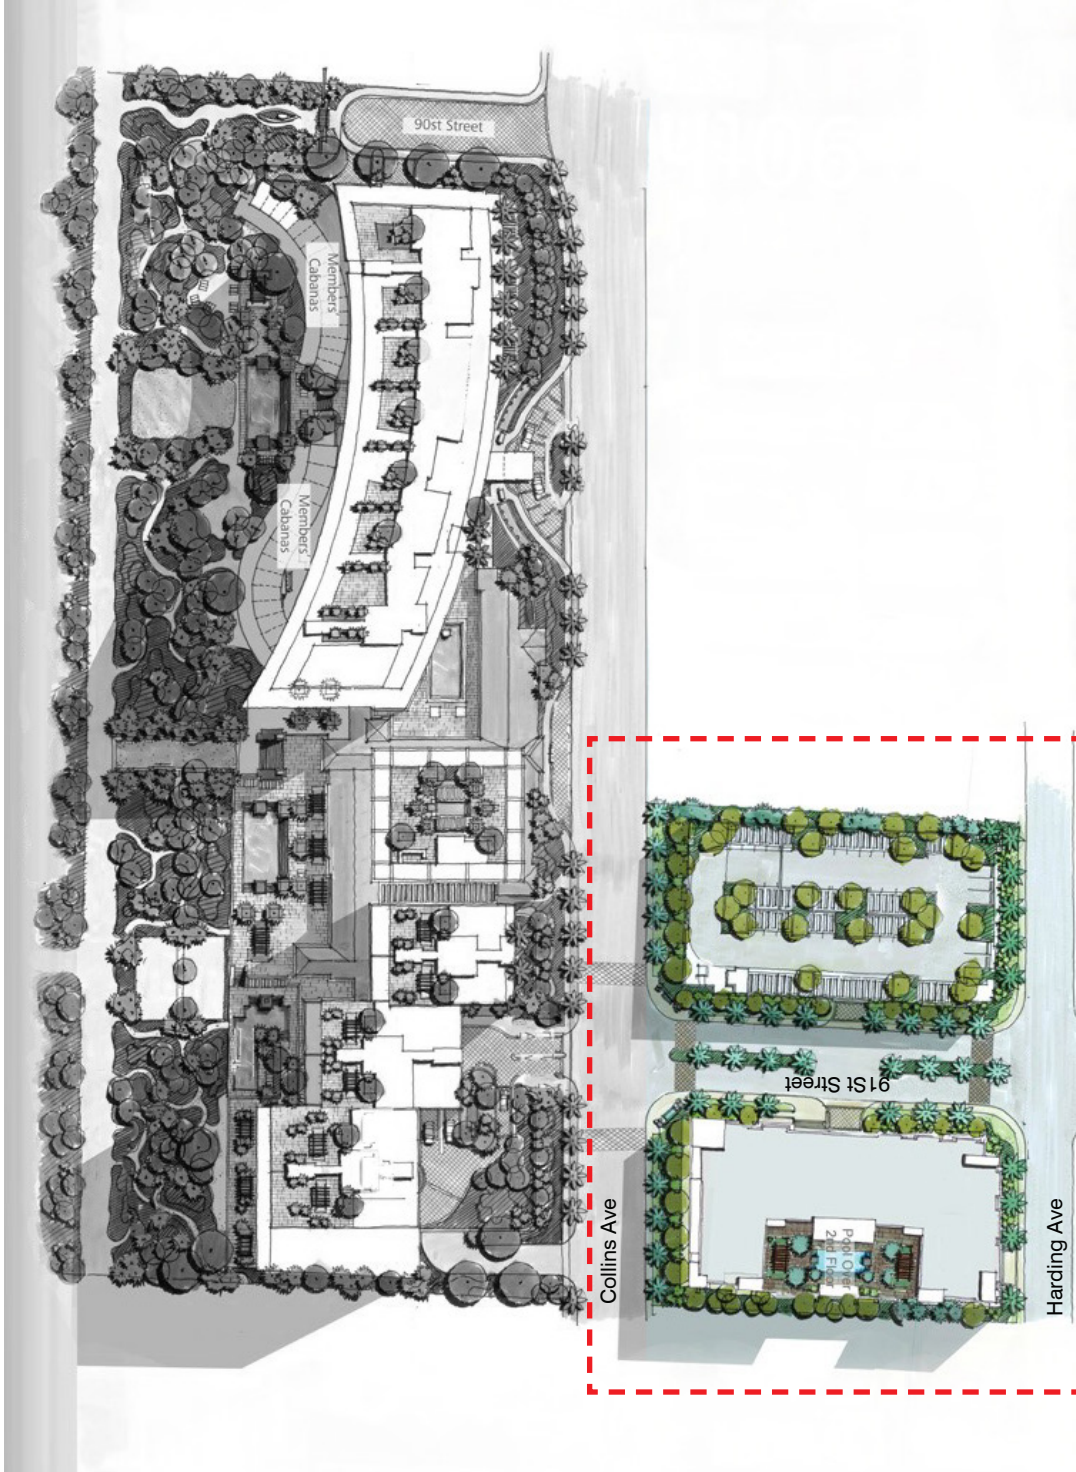 90st Street
Members'
Cabanas
Members'
Cabanas
91St Street
Collins Ave
Pool Over
2nd Floor
Harding Ave